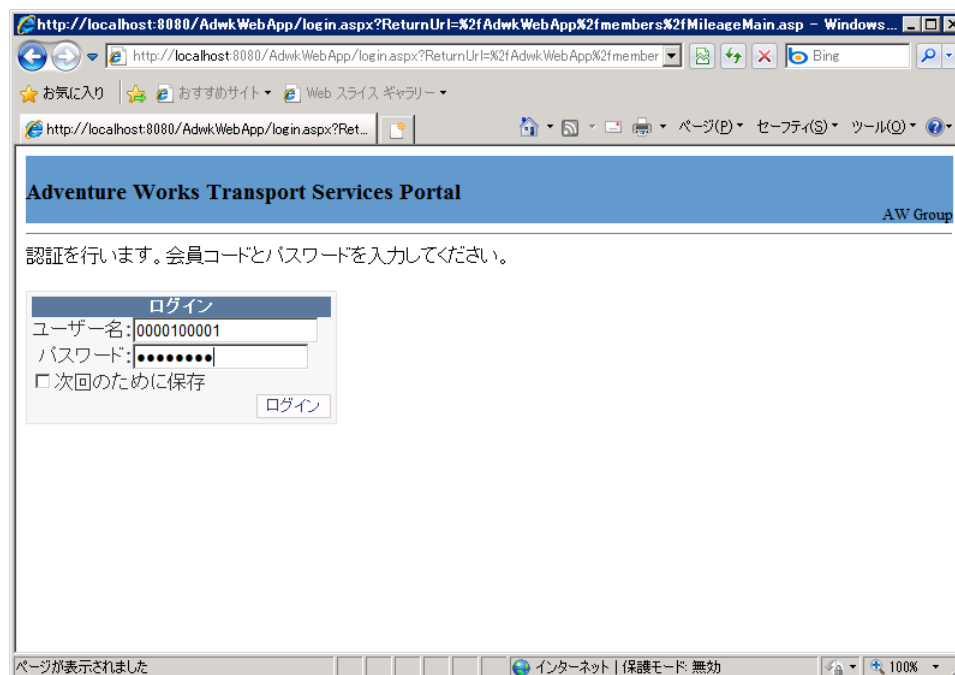 http://localhost:8080/AdwkWebApp/login.aspx?ReturnUrl=%2fAdwkWebApp%2fmembers%2fMileageMain.asp - Windows...
http://localhost:8080/AdwkWebApp/login.aspx?ReturnUrl=%2fAdwkWebApp%2fmember
Bing
お気に入り おすすめサイト Web スライス ギャラリー
http://localhost:8080/AdwkWebApp/login.aspx?Ret...
ページ(P) セーフティ(S) ツール(O)
Adventure Works Transport Services Portal
AW Group
認証を行います。会員コードとパスワードを入力してください。
ログイン
ユーザー名:0000100001
パスワード:●●●●●●●●
次回のために保存
ログイン
ページが表示されました インターネット | 保護モード: 無効 100%